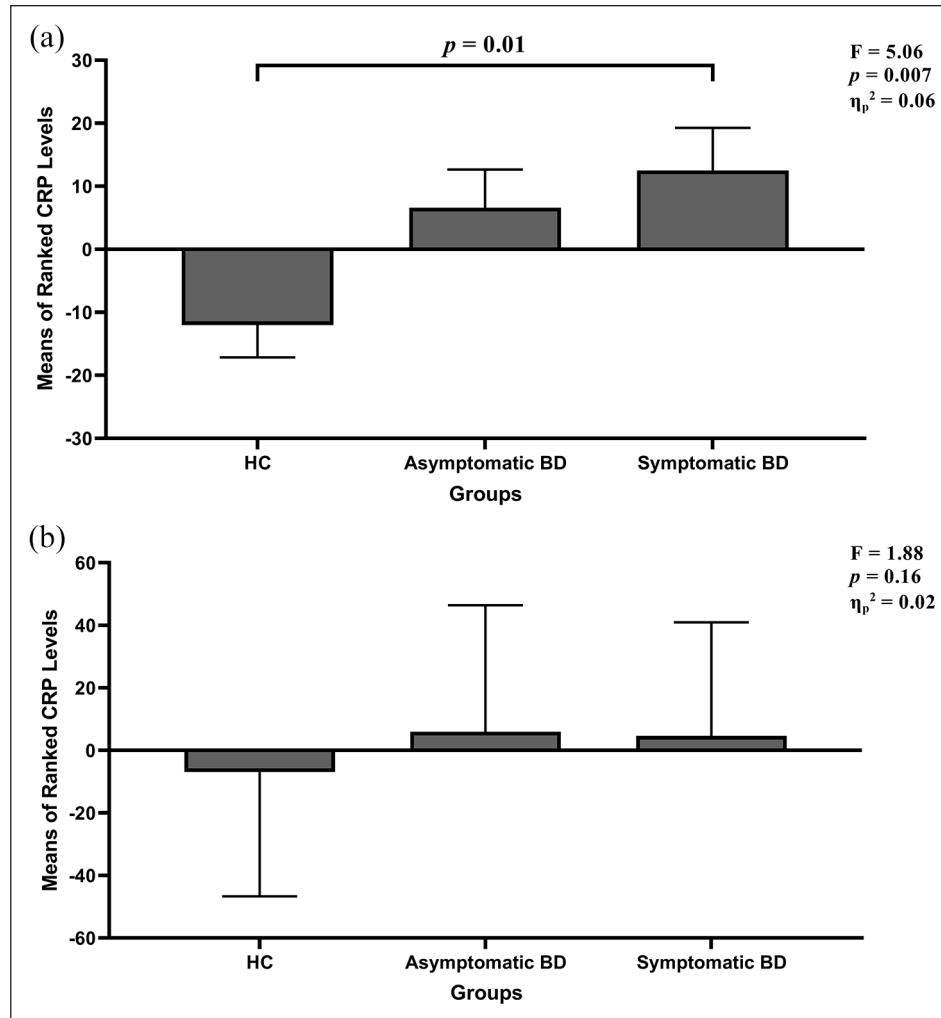 (a)
p = 0.01
F = 5.06
p = 0.007
ηp² = 0.06
Means of Ranked CRP Levels
30
20
10
0
-10
-20
-30
HC Asymptomatic BD Symptomatic BD
Groups
(b)
F = 1.88
p = 0.16
ηp² = 0.02
Means of Ranked CRP Levels
60
40
20
0
-20
-40
-60
HC Asymptomatic BD Symptomatic BD
Groups